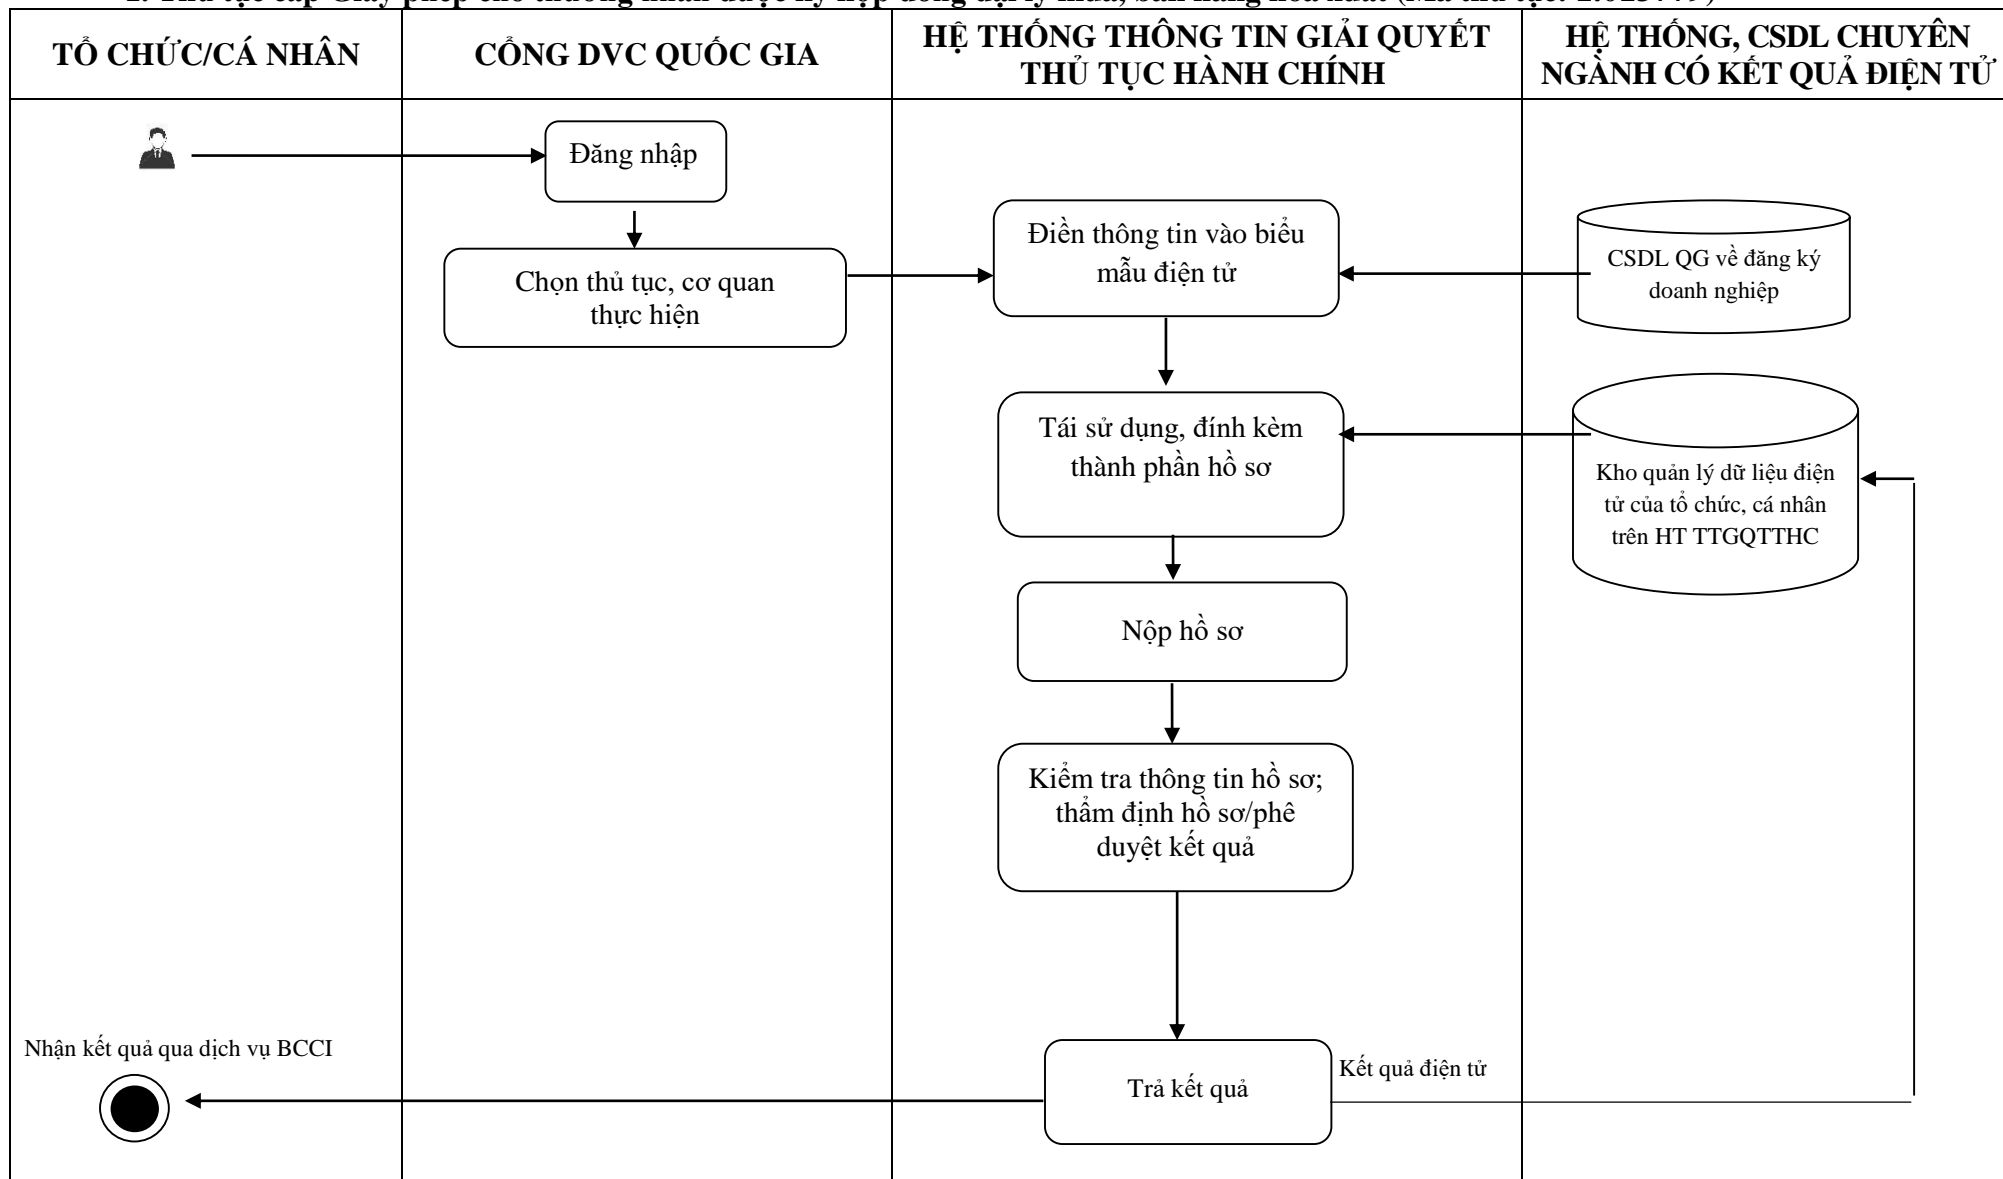 TỔ CHỨC/CÁ NHÂN
CỔNG DVC QUỐC GIA
HỆ THỐNG THÔNG TIN GIẢI QUYẾT
THỦ TỤC HÀNH CHÍNH
HỆ THỐNG, CSDL CHUYÊN
NGÀNH CÓ KẾT QUẢ ĐIỆN TỬ
Đăng nhập
Chọn thủ tục, cơ quan
thực hiện
Điền thông tin vào biểu
mẫu điện tử
CSDL QG về đăng ký
doanh nghiệp
Tái sử dụng, đính kèm
thành phần hồ sơ
Kho quản lý dữ liệu điện
tử của tổ chức, cá nhân
trên HT TTGQTTHC
Nộp hồ sơ
Kiểm tra thông tin hồ sơ;
thẩm định hồ sơ/phê
duyệt kết quả
Nhận kết quả qua dịch vụ BCCI
Trả kết quả
Kết quả điện tử